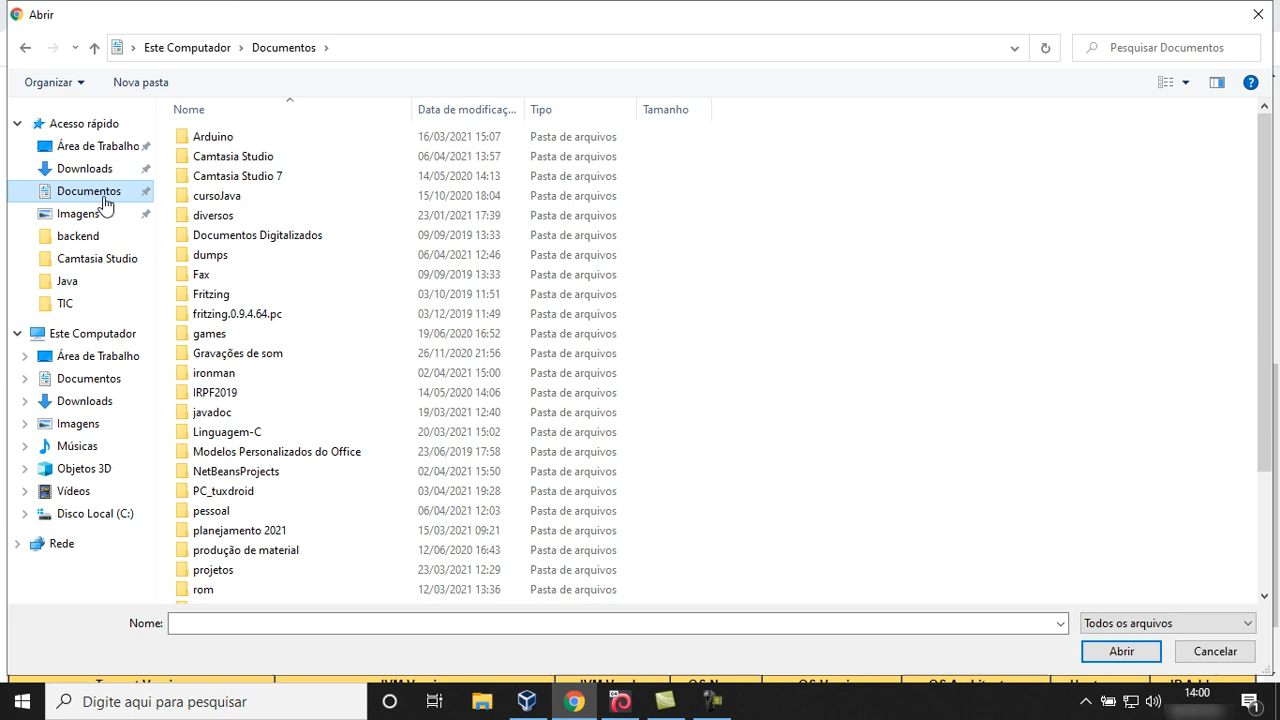 Abrir
Este Computador > Documentos >
Pesquisar Documentos
Organizar
Nova pasta
Nome
Data de modificaç...
Tipo
Tamanho
Acesso rápido
Área de Trabalho
Downloads
Documentos
Imagens
backend
Camtasia Studio
Java
TIC
Este Computador
Área de Trabalho
Documentos
Downloads
Imagens
Músicas
Objetos 3D
Vídeos
Disco Local (C:)
Rede
Arduino 16/03/2021 15:07 Pasta de arquivos
Camtasia Studio 06/04/2021 13:57 Pasta de arquivos
Camtasia Studio 7 14/05/2020 14:13 Pasta de arquivos
cursoJava 15/10/2020 18:04 Pasta de arquivos
diversos 23/01/2021 17:39 Pasta de arquivos
Documentos Digitalizados 09/09/2019 13:33 Pasta de arquivos
dumps 06/04/2021 12:46 Pasta de arquivos
Fax 09/09/2019 13:33 Pasta de arquivos
Fritzing 03/10/2019 11:51 Pasta de arquivos
fritzing.0.9.4.64.pc 03/12/2019 11:49 Pasta de arquivos
games 19/06/2020 16:52 Pasta de arquivos
Gravações de som 26/11/2020 21:56 Pasta de arquivos
ironman 02/04/2021 15:00 Pasta de arquivos
IRPF2019 14/05/2020 14:06 Pasta de arquivos
javadoc 19/03/2021 12:40 Pasta de arquivos
Linguagem-C 20/03/2021 15:02 Pasta de arquivos
Modelos Personalizados do Office 23/06/2019 17:58 Pasta de arquivos
NetBeansProjects 02/04/2021 15:50 Pasta de arquivos
PC_tuxdroid 03/04/2021 19:28 Pasta de arquivos
pessoal 06/04/2021 12:03 Pasta de arquivos
planejamento 2021 15/03/2021 09:21 Pasta de arquivos
produção de material 12/06/2020 16:43 Pasta de arquivos
projetos 23/03/2021 12:29 Pasta de arquivos
rom 12/03/2021 13:36 Pasta de arquivos
Nome:
Todos os arquivos
Abrir
Cancelar
Digite aqui para pesquisar
14:00
1